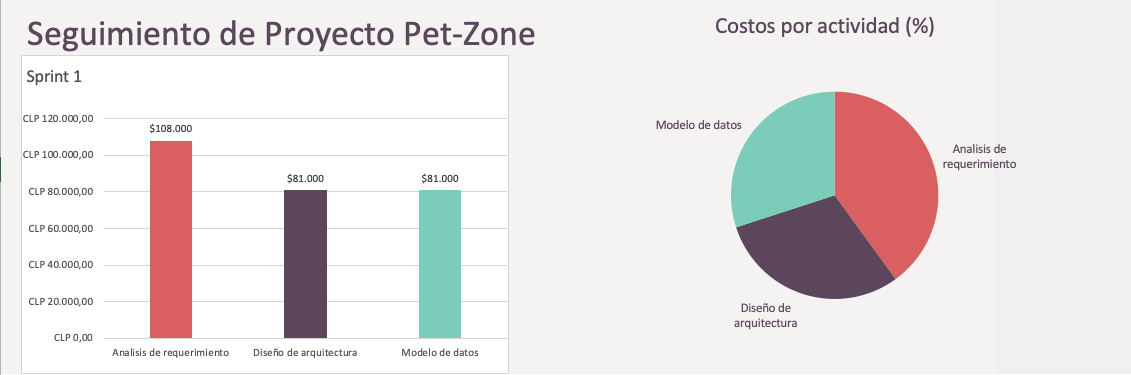 Seguimiento de Proyecto Pet-Zone
Sprint 1
CLP 120.000,00
CLP 100.000,00
CLP 80.000,00
CLP 60.000,00
CLP 40.000,00
CLP 20.000,00
CLP 0,00
$108.000
$81.000
$81.000
Analisis de requerimiento
Diseño de arquitectura
Modelo de datos
Costos por actividad (%)
Modelo de datos
Analisis de
requerimiento
Diseño de
arquitectura